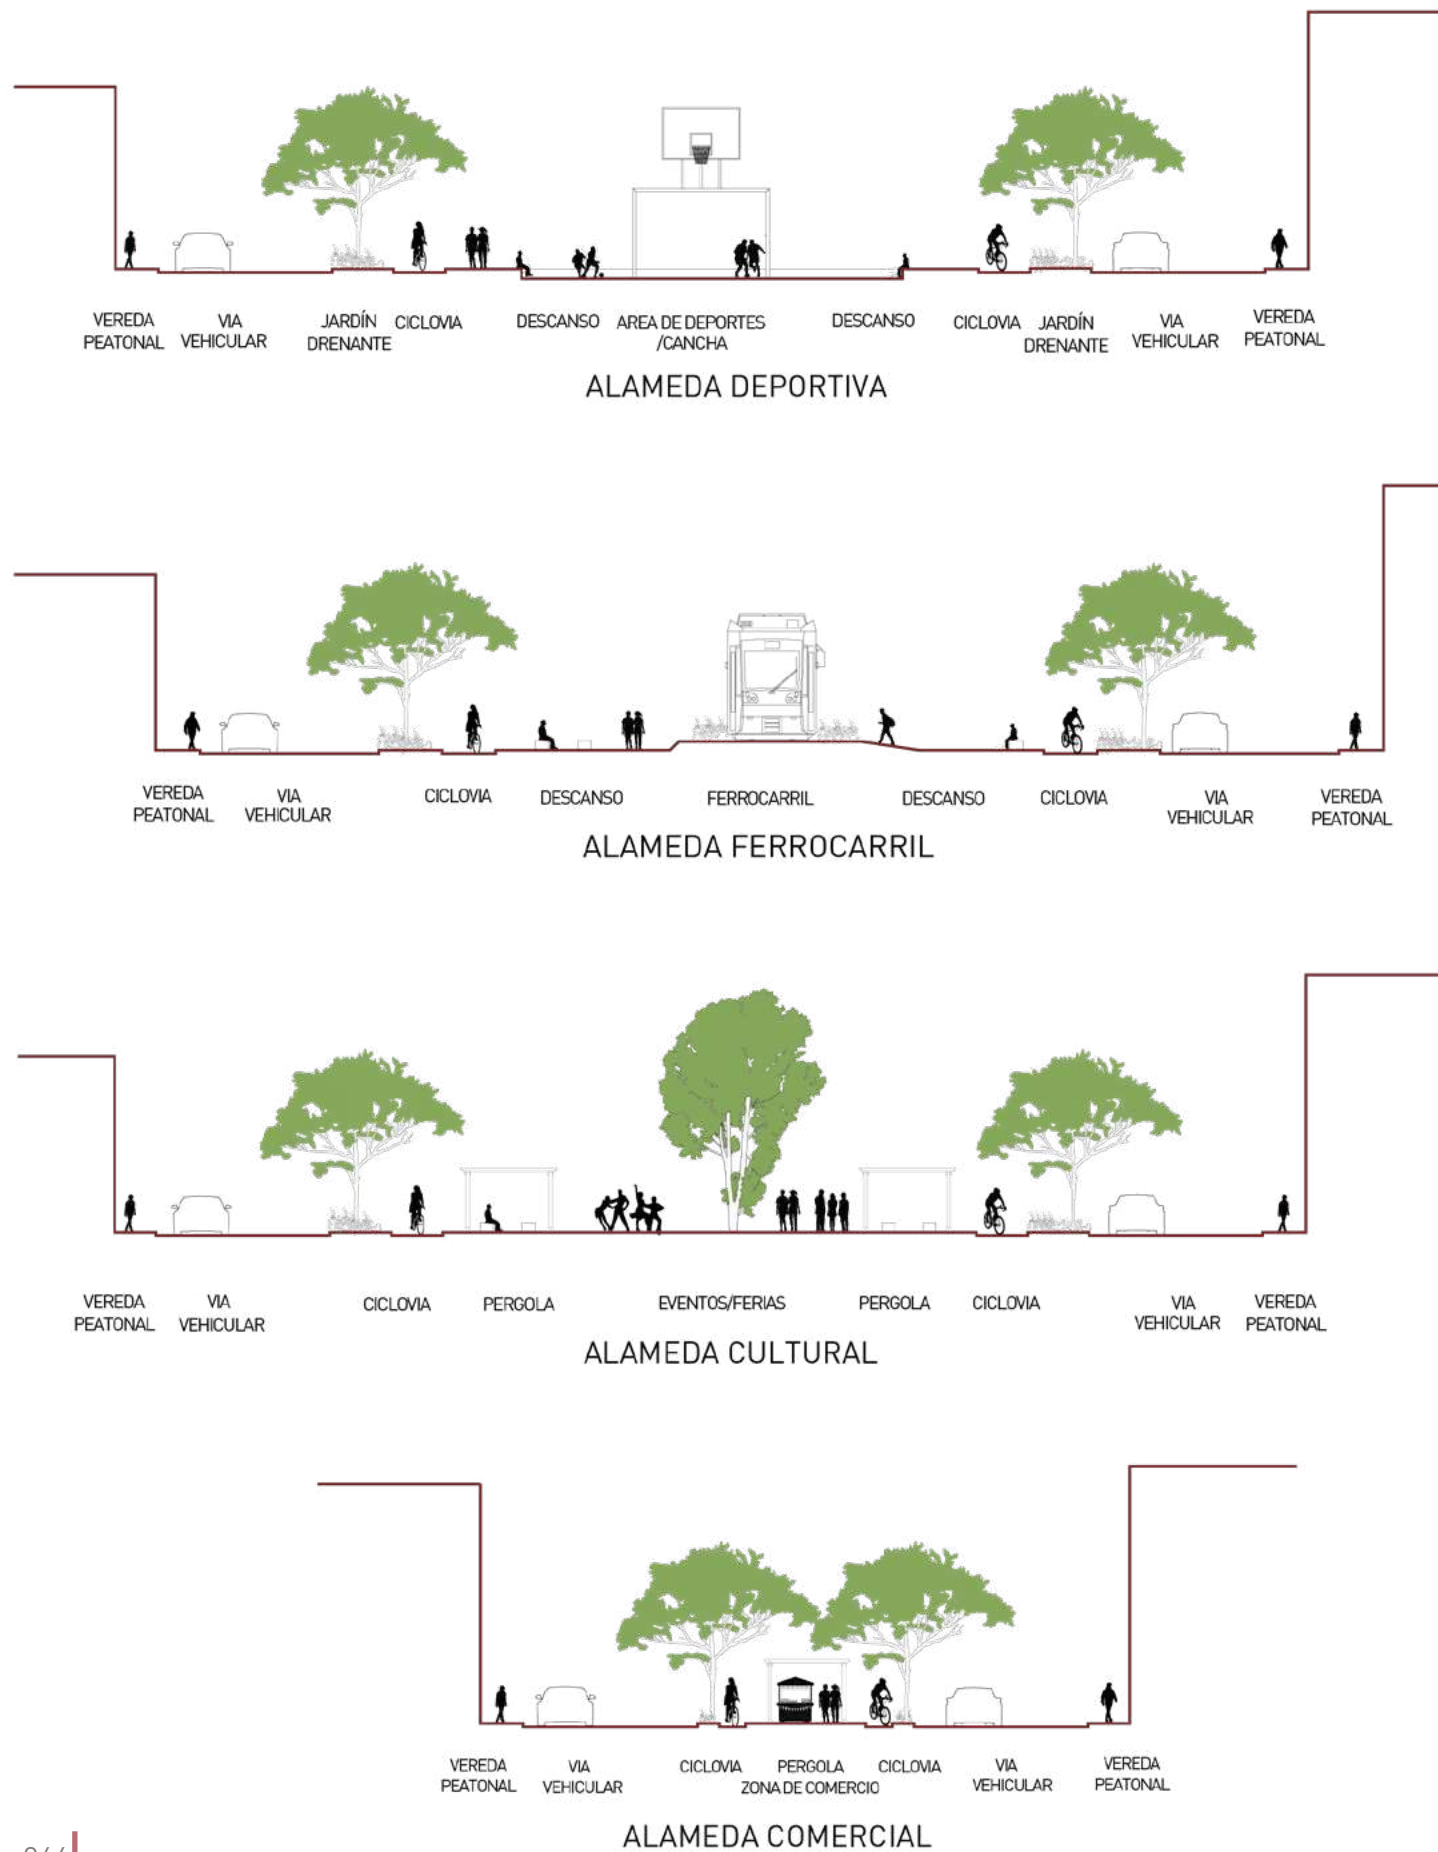 VEREDA
PEATONAL
VIA
VEHICULAR
JARDÍN
DRENANTE
CICLOVIA
DESCANSO
AREA DE DEPORTES
/CANCHA
DESCANSO
CICLOVIA
JARDÍN
DRENANTE
VIA
VEHICULAR
VEREDA
PEATONAL
ALAMEDA DEPORTIVA
VEREDA
PEATONAL
VIA
VEHICULAR
CICLOVIA
DESCANSO
FERROCARRIL
DESCANSO
CICLOVIA
VIA
VEHICULAR
VEREDA
PEATONAL
ALAMEDA FERROCARRIL
VEREDA
PEATONAL
VIA
VEHICULAR
CICLOVIA
PERGOLA
EVENTOS/FERIAS
PERGOLA
CICLOVIA
VIA
VEHICULAR
VEREDA
PEATONAL
ALAMEDA CULTURAL
VEREDA
PEATONAL
VIA
VEHICULAR
CICLOVIA
PERGOLA
ZONA DE COMERCIO
CICLOVIA
VIA
VEHICULAR
VEREDA
PEATONAL
ALAMEDA COMERCIAL